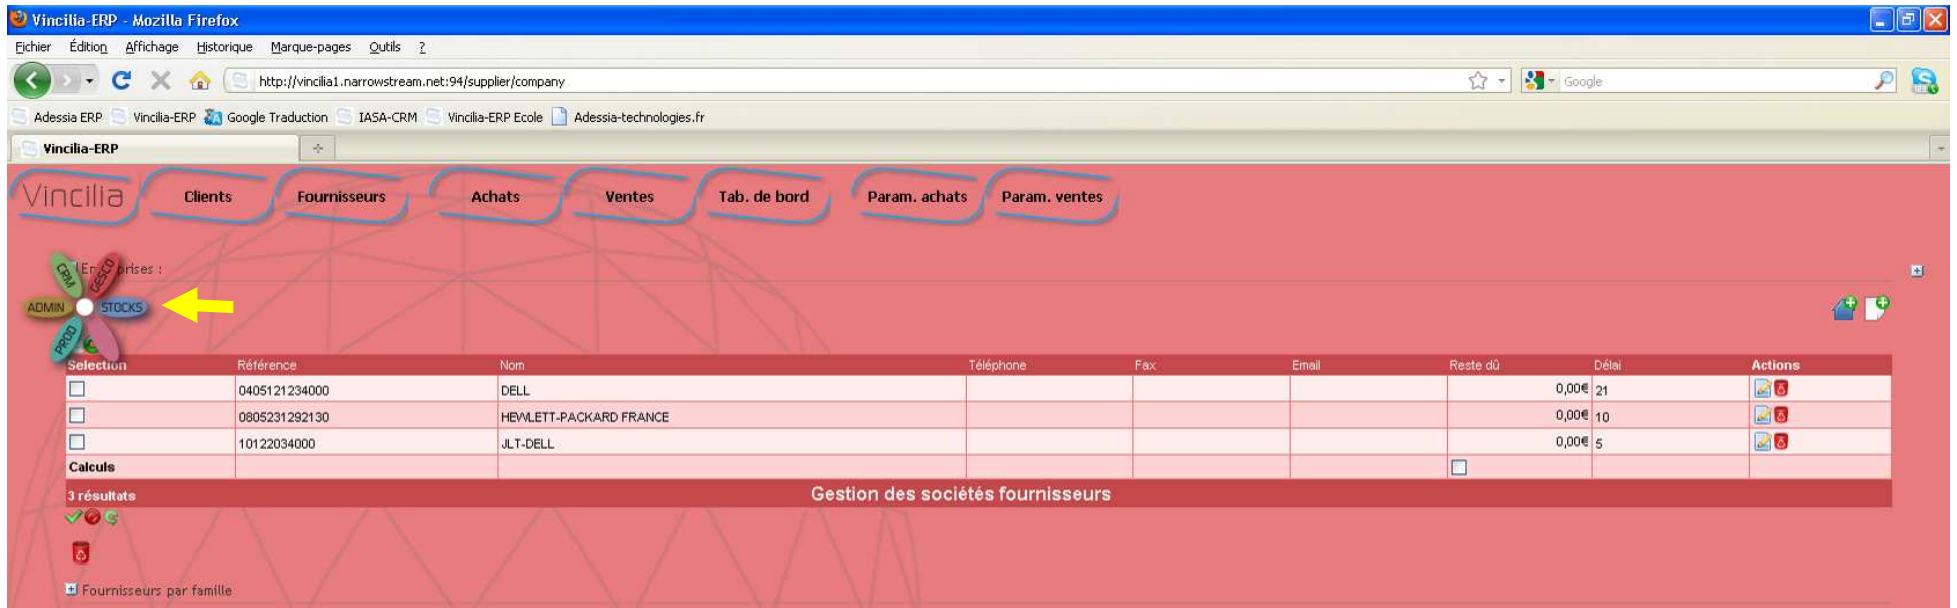 Vincilia-ERP - Mozilla Firefox
Fichier Édition Affichage Historique Marque-pages Outils ?
http://vincilia1.narrowstream.net:94/supplier/company
Google
Adessia ERP Vincilia-ERP Google Traduction IASA-CRM Vincilia-ERP Ecole Adessia-technologies.fr
Vincilia-ERP
Vincilia Clients Fournisseurs Achats Ventes Tab. de bord Param. achats Param. ventes
CRM GESCO
ADMIN STOCKS
PROD
Selection Référence Nom Téléphone Fax Email Reste dû Délai Actions
0405121234000 DELL 0,00€ 21
0805231292130 HEWLETT-PACKARD FRANCE 0,00€ 10
10122034000 JLT-DELL 0,00€ 5
Calculs
3 résultats Gestion des sociétés fournisseurs
Fournisseurs par famille